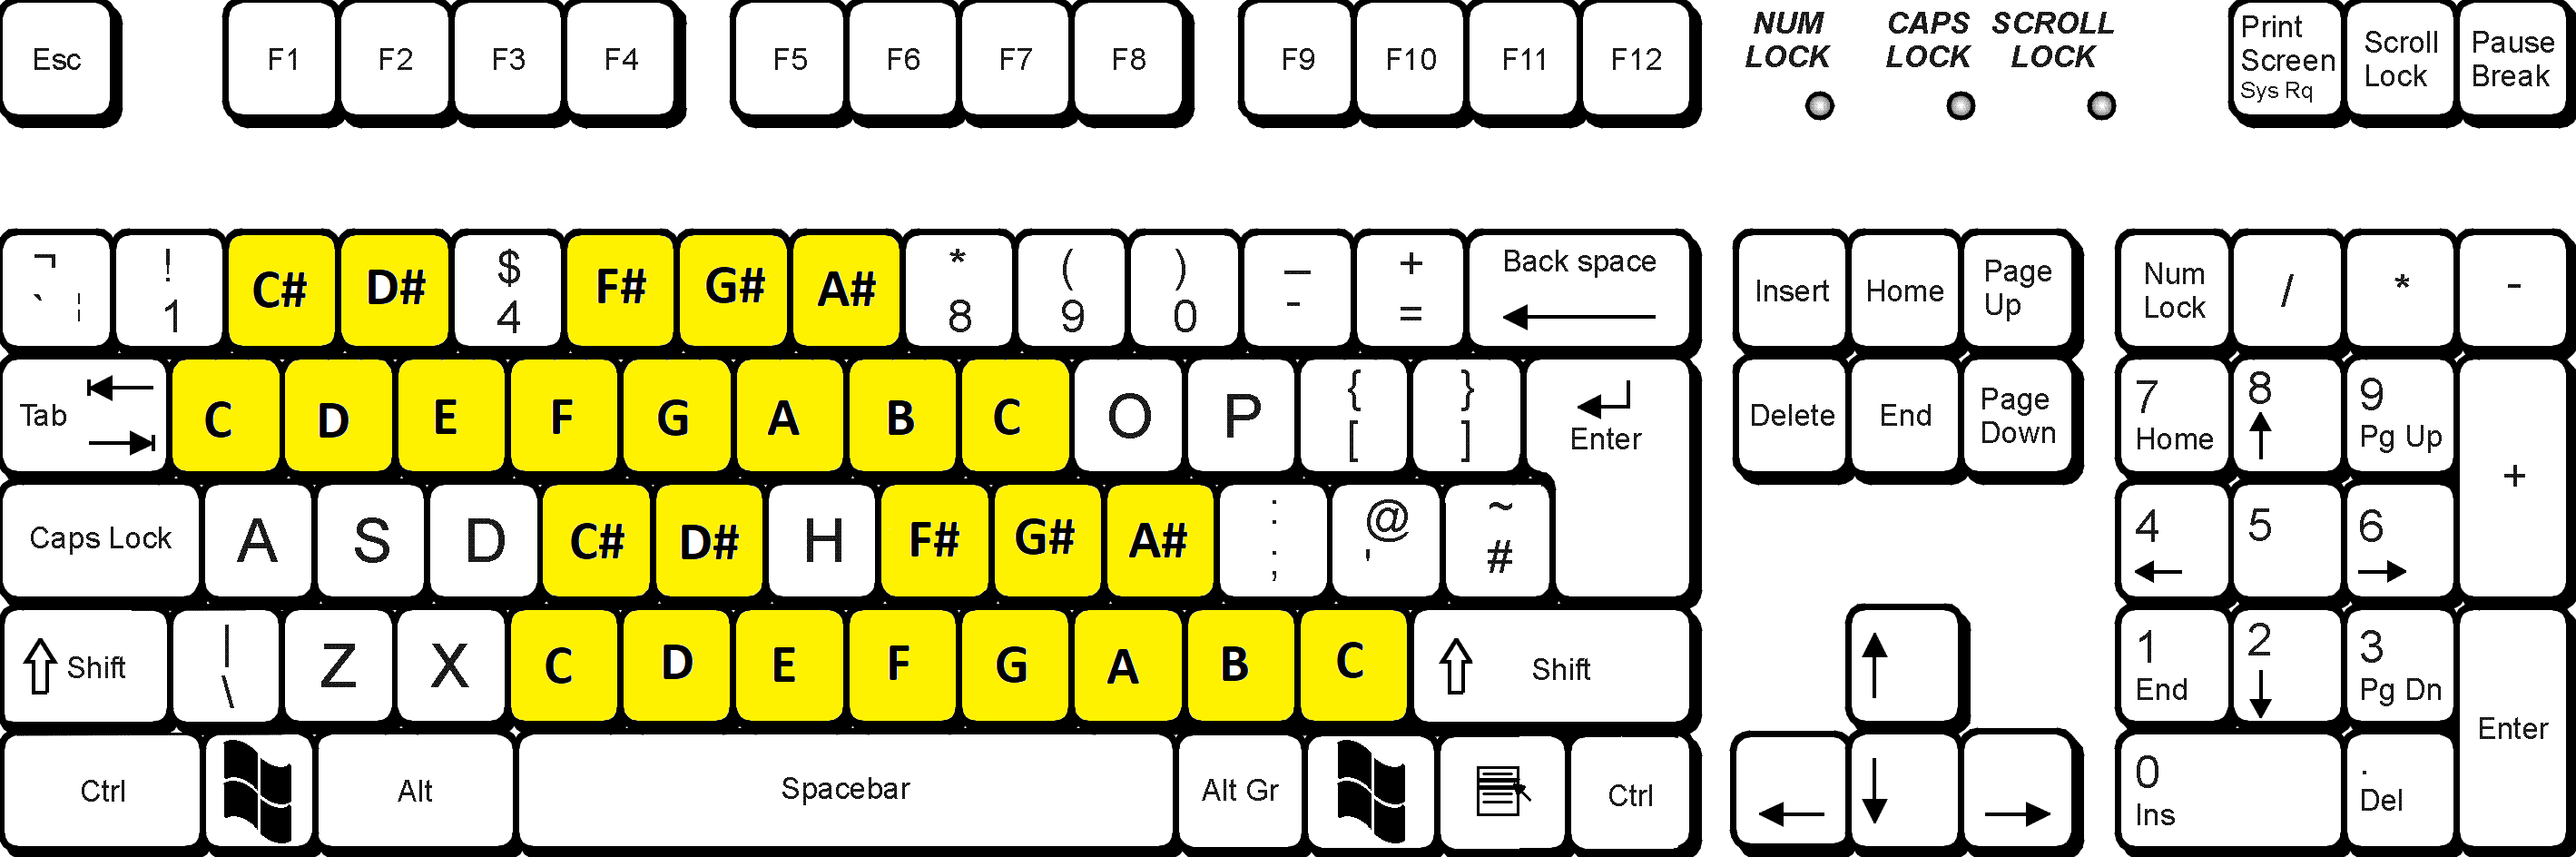 Esc F1 F2 F3 F4 F5 F6 F7 F8 F9 F10 F11 F12
NUM LOCK
CAPS LOCK
SCROLL LOCK
Print Screen Sys Rq
Scroll Lock
Pause Break
¬ ` ¦
! 1
C# D#
$ 4
F# G# A#
* 8
( 9
) 0
_ -
+ =
Back space
Insert Home
Page Up
Num Lock
/ * -
Tab
C D E F G A B C O P
{ [
} ]
Enter
Delete End
Page Down
7 Home
8
9 Pg Up
+
Caps Lock
A S D C# D# H F# G# A#
: ;
@ '
~ #
4 5 6
Shift
| \
Z X C D E F G A B C
Shift
1 End
2
3 Pg Dn
Enter
Ctrl Alt Spacebar Alt Gr Ctrl
0 Ins
. Del